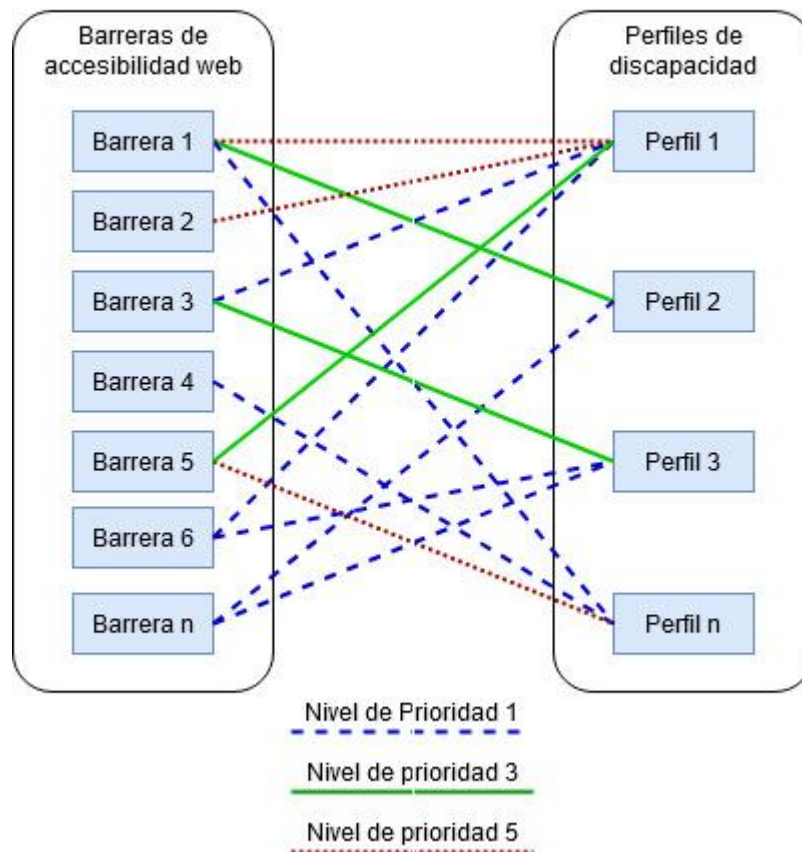 Barreras de
accesibilidad web
Perfiles de
discapacidad
Barrera 1
Barrera 2
Barrera 3
Barrera 4
Barrera 5
Barrera 6
Barrera n
Perfil 1
Perfil 2
Perfil 3
Perfil n
Nivel de Prioridad 1
Nivel de prioridad 3
Nivel de prioridad 5